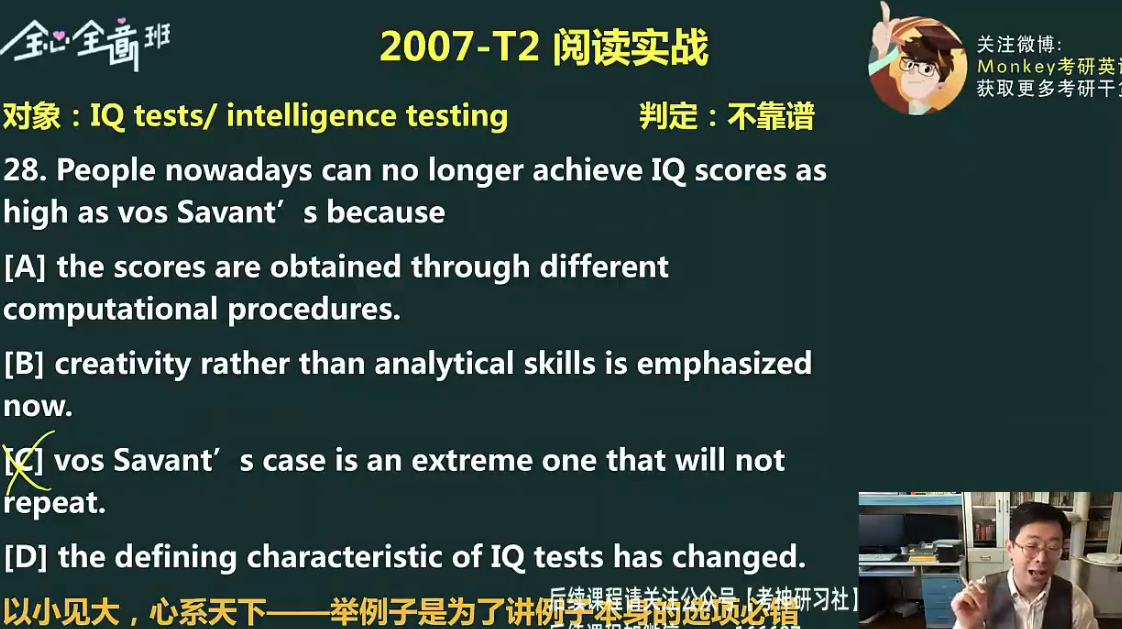 全心全意班
2007-T2 阅读实战
关注微博:
Monkey考研英语
获取更多考研干货
对象：IQ tests/ intelligence testing 判定：不靠谱
28. People nowadays can no longer achieve IQ scores as
high as vos Savant’s because
[A] the scores are obtained through different
computational procedures.
[B] creativity rather than analytical skills is emphasized
now.
[C] vos Savant’s case is an extreme one that will not
repeat.
[D] the defining characteristic of IQ tests has changed.
以小见大，心系天下——举例子是为了讲例子本身的选项必错
后续课程请关注公众号【考神研习社】